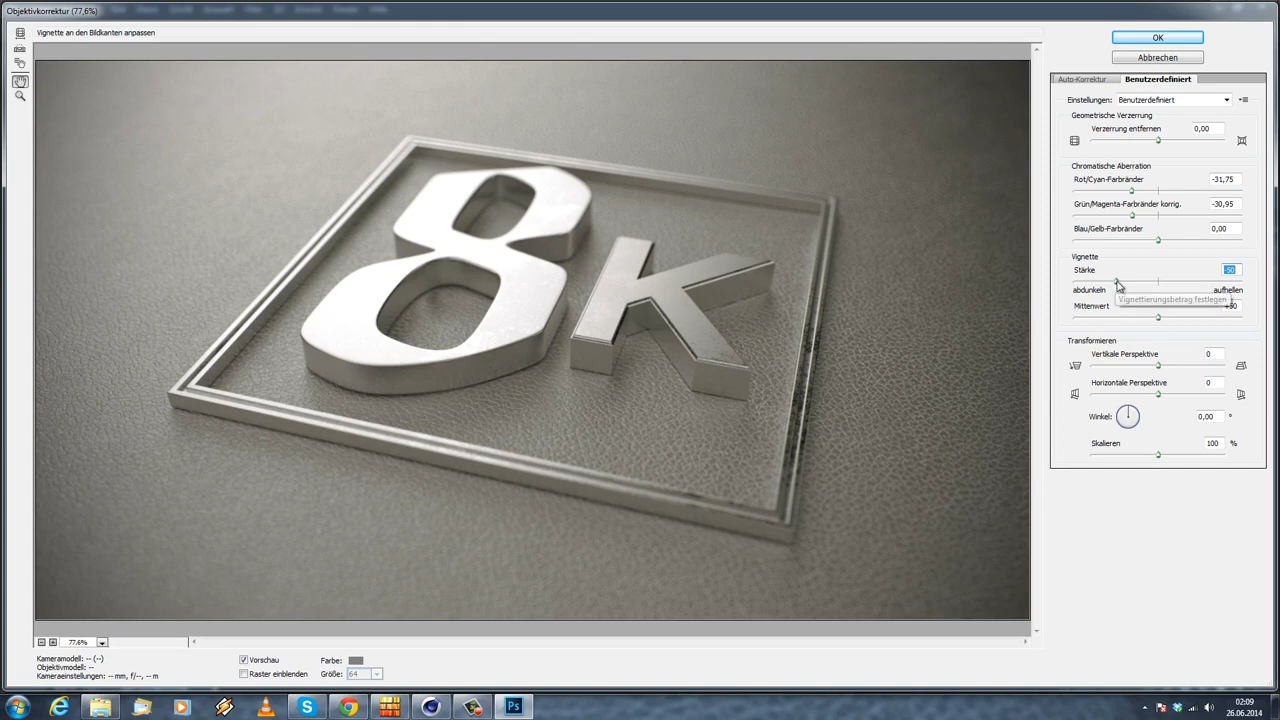 Objektivkorrektur (77,6%)
Vignette an den Bildkanten anpassen
8K
OK
Abbrechen
Auto-Korrektur
Benutzerdefiniert
Einstellungen: Benutzerdefiniert
Geometrische Verzerrung
Verzerrung entfernen 0,00
Chromatische Aberration
Rot/Cyan-Farbränder -31,75
Grün/Magenta-Farbränder korrig. -30,95
Blau/Gelb-Farbränder 0,00
Vignette
Stärke -50
abdunkeln aufhellen
Vignettierungsbetrag festlegen
Mittenwert
Transformieren
Vertikale Perspektive 0
Horizontale Perspektive 0
Winkel: 0,00 °
Skalieren 100 %
77,6%
Kameramodell: -- (--)
Objektivmodell: --
Kameraeinstellungen: -- mm, f/--, -- m
Vorschau
Raster einblenden
Farbe:
Größe: 64
02:09
26.06.2014